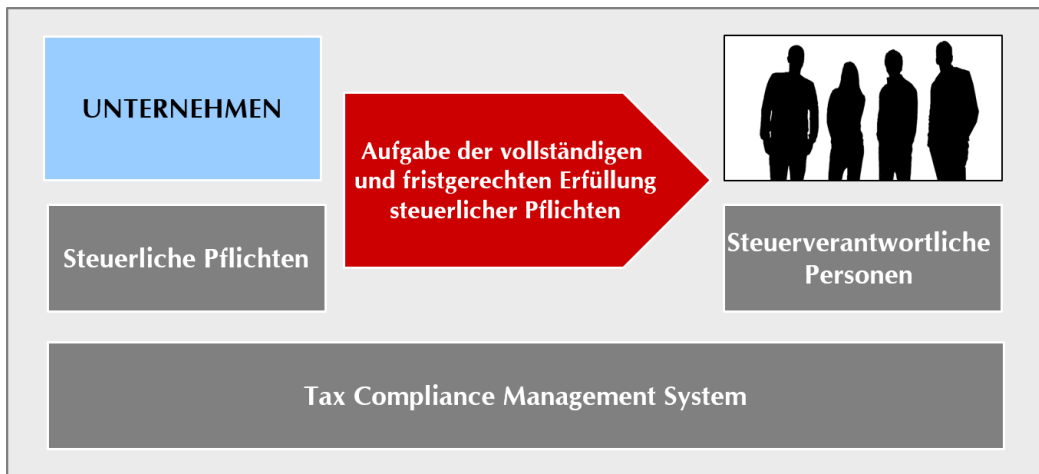 UNTERNEHMEN
Aufgabe der vollständigen
und fristgerechten Erfüllung
steuerlicher Pflichten
Steuerliche Pflichten
Steuerverantwortliche
Personen
Tax Compliance Management System